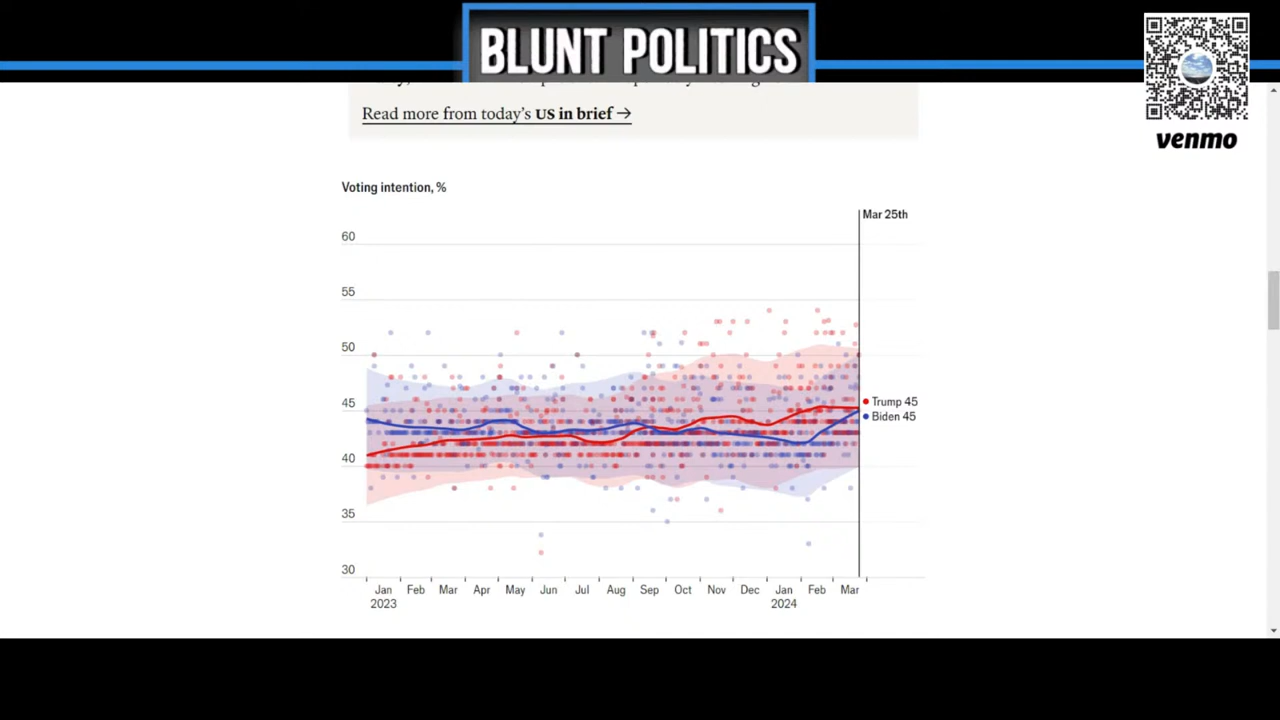 BLUNT POLITICS
venmo
Read more from today's US in brief →
Voting intention, %
Mar 25th
60
55
50
45
40
35
30
Trump 45
Biden 45
Jan Feb Mar Apr May Jun Jul Aug Sep Oct Nov Dec Jan Feb Mar
2023 2024